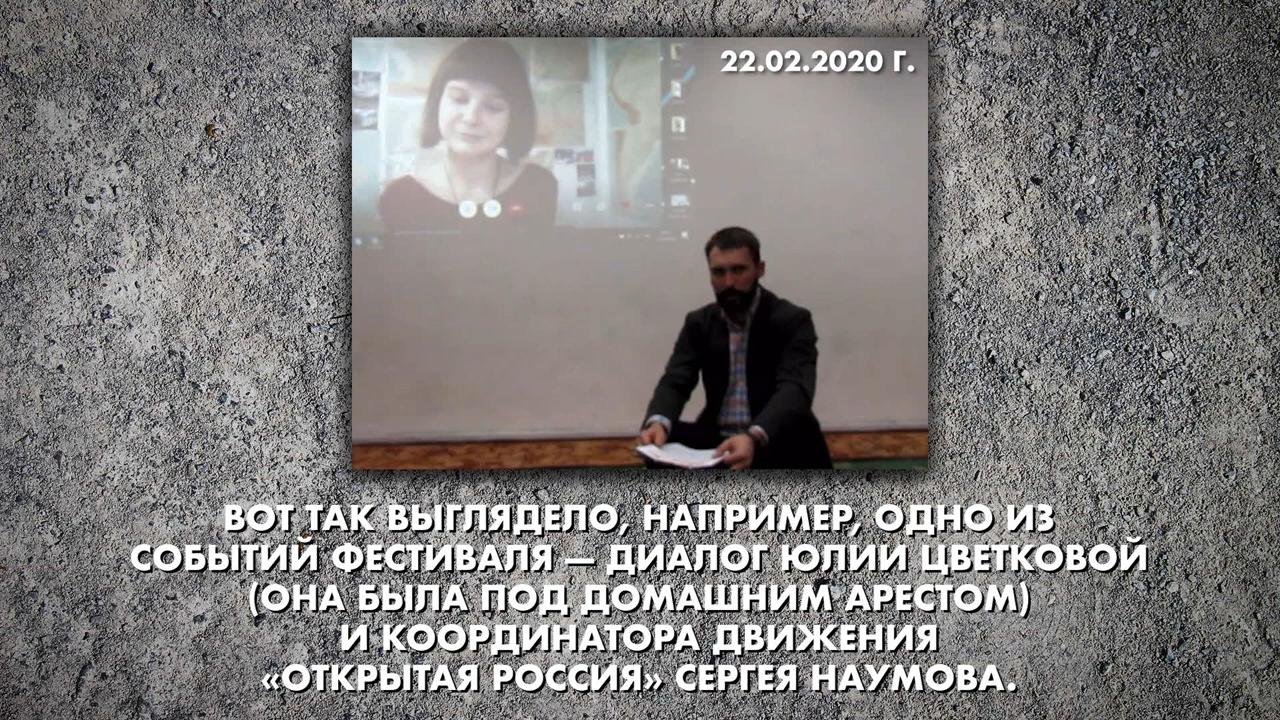 22.02.2020 Г.
ВОТ ТАК ВЫГЛЯДЕЛО, НАПРИМЕР, ОДНО ИЗ
СОБЫТИЙ ФЕСТИВАЛЯ — ДИАЛОГ ЮЛИИ ЦВЕТКОВОЙ
(ОНА БЫЛА ПОД ДОМАШНИМ АРЕСТОМ)
И КООРДИНАТОРА ДВИЖЕНИЯ
«ОТКРЫТАЯ РОССИЯ» СЕРГЕЯ НАУМОВА.